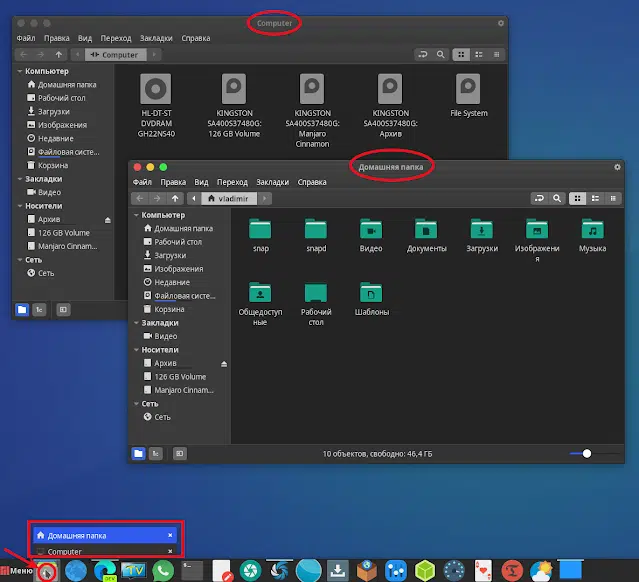 Computer
Файл Правка Вид Переход Закладки Справка
Computer
Компьютер
Домашняя папка
Рабочий стол
Загрузки
Изображения
Недавние
Файловая систе...
Корзина
Закладки
Видео
Носители
Архив
126 GB Volume
Manjaro Cinnam...
Сеть
Сеть
HL-DT-ST
DVDRAM
GH22NS40
KINGSTON
SA400S37480G:
126 GB Volume
KINGSTON
SA400S37480G:
Manjaro
Cinnamon
KINGSTON
SA400S37480G:
Архив
File System
Домашняя папка
Файл Правка Вид Переход Закладки Справка
vladimir
Компьютер
Домашняя папка
Рабочий стол
Загрузки
Изображения
Недавние
Файловая систе...
Корзина
Закладки
Видео
Носители
Архив
126 GB Volume
Manjaro Cinnam...
Сеть
Сеть
snap
snapd
Видео
Документы
Загрузки
Изображени
я
Музыка
Общедоступ
ные
Рабочий
стол
Шаблоны
10 объектов, свободно: 46,4 ГБ
Домашняя папка
Computer
Меню
DEV
TV